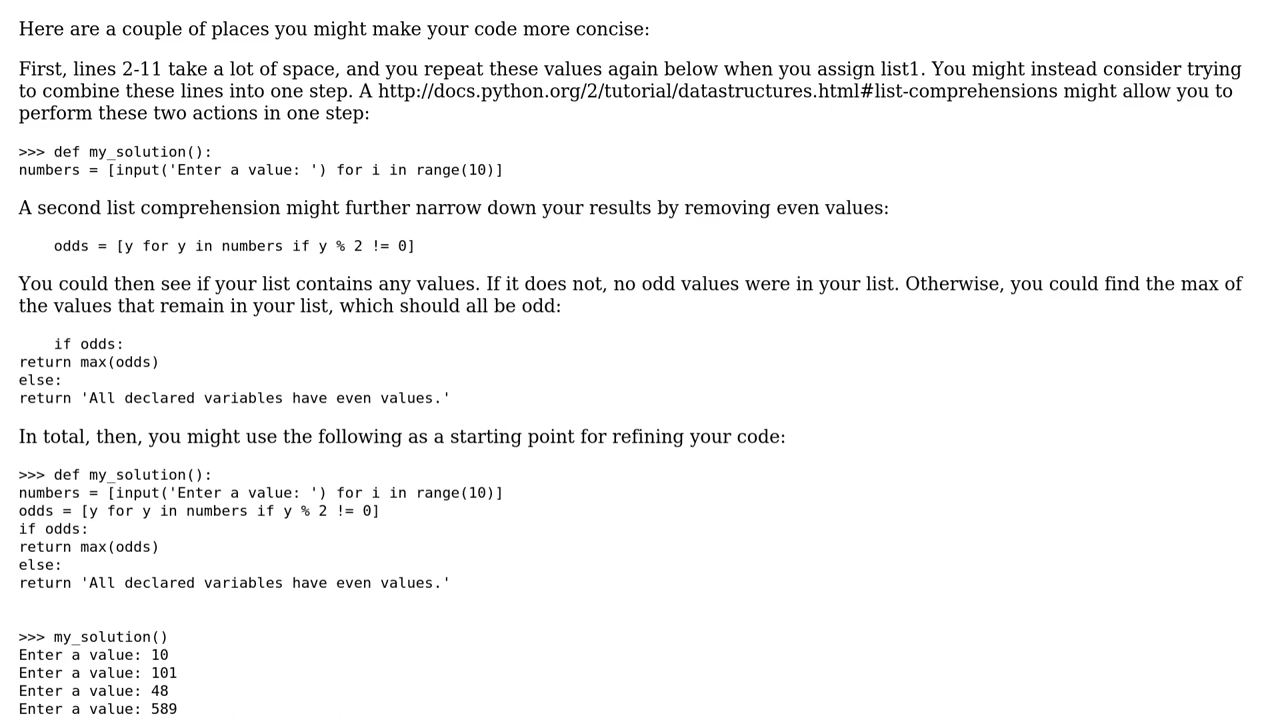 Here are a couple of places you might make your code more concise:
First, lines 2-11 take a lot of space, and you repeat these values again below when you assign list1. You might instead consider trying
to combine these lines into one step. A http://docs.python.org/2/tutorial/datastructures.html#list-comprehensions might allow you to
perform these two actions in one step:
>>> def my_solution():
numbers = [input('Enter a value: ') for i in range(10)]
A second list comprehension might further narrow down your results by removing even values:
    odds = [y for y in numbers if y % 2 != 0]
You could then see if your list contains any values. If it does not, no odd values were in your list. Otherwise, you could find the max of
the values that remain in your list, which should all be odd:
    if odds:
return max(odds)
else:
return 'All declared variables have even values.'
In total, then, you might use the following as a starting point for refining your code:
>>> def my_solution():
numbers = [input('Enter a value: ') for i in range(10)]
odds = [y for y in numbers if y % 2 != 0]
if odds:
return max(odds)
else:
return 'All declared variables have even values.'
>>> my_solution()
Enter a value: 10
Enter a value: 101
Enter a value: 48
Enter a value: 589